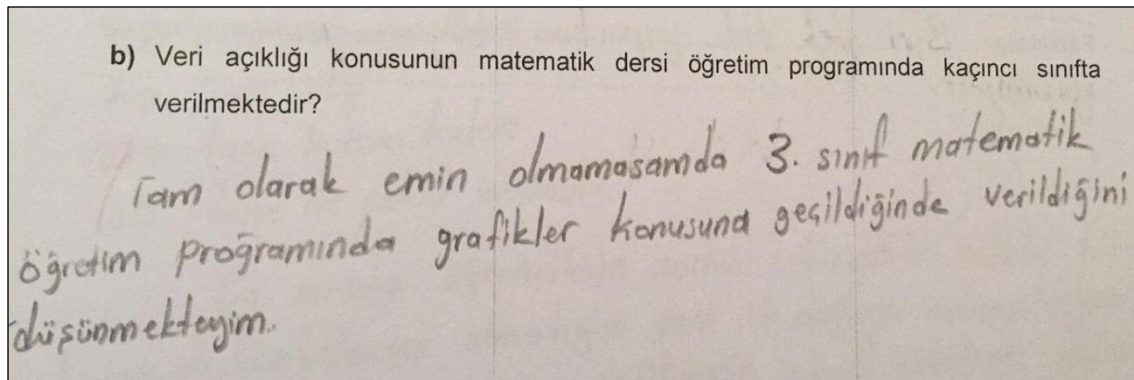 b) Veri açıklığı konusunun matematik dersi öğretim programında kaçıncı sınıfta
verilmektedir?
Tam olarak emin olmamasamda 3. sınıf matematik
öğretim proğramında grafikler konusuna geçildiğinde verildiğini
düşünmekteyim.